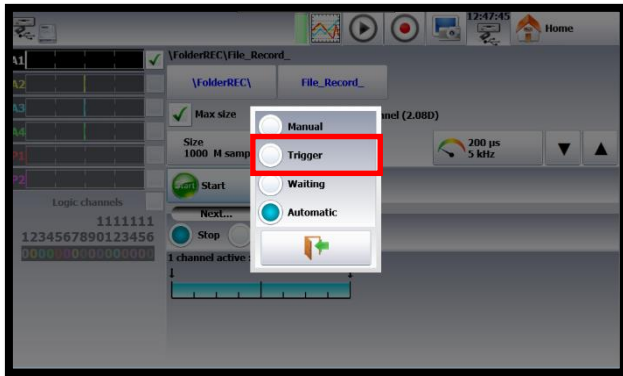 12:47:45
Home
A1
\FolderREC\File_Record_
A2
\FolderREC\
File_Record_
A3
Max size
nnel (2.08D)
A4
Manual
Size
1000 M samp
Trigger
200 µs
5 kHz
P1
P2
Start
Start
Waiting
Logic channels
Next...
Automatic
1111111
1234567890123456
Stop
0000000000000000
1 channel active :
1
1